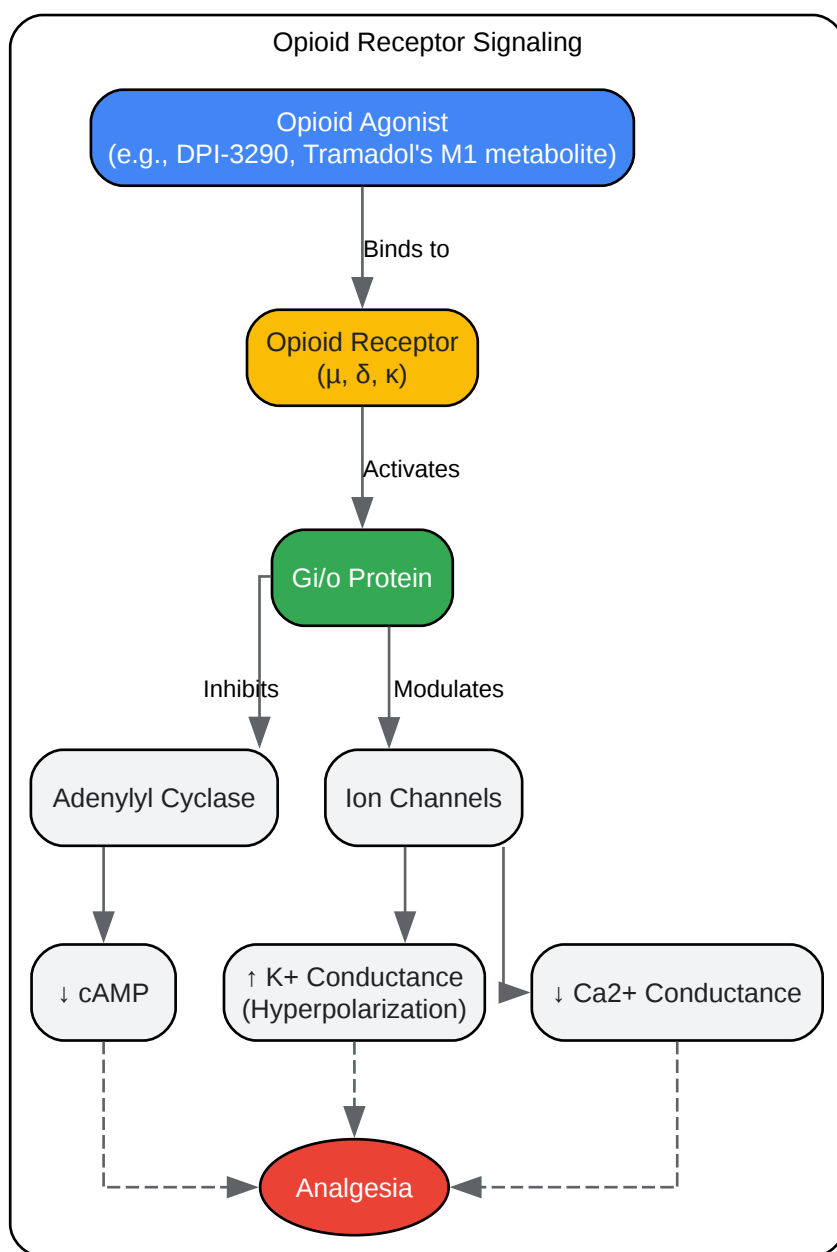 Opioid Receptor Signaling
Opioid Agonist
(e.g., DPI-3290, Tramadol's M1 metabolite)
Binds to
Opioid Receptor
(μ, δ, κ)
Activates
Gi/o Protein
Inhibits
Modulates
Adenylyl Cyclase
Ion Channels
↓ cAMP
↑ K+ Conductance
(Hyperpolarization)
↓ Ca2+ Conductance
Analgesia